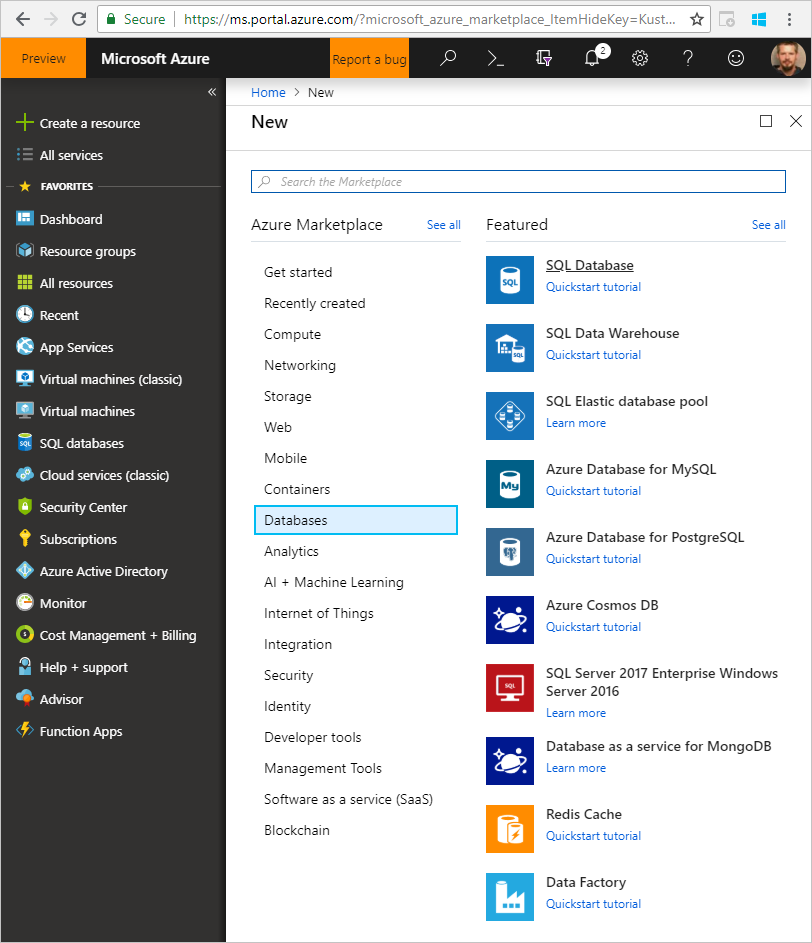 Secure
https://ms.portal.azure.com/?microsoft_azure_marketplace_ItemHideKey=Kust...
Preview
Microsoft Azure
Report a bug
2
Home > New
New
Search the Marketplace
Create a resource
All services
FAVORITES
Dashboard
Resource groups
All resources
Recent
App Services
Virtual machines (classic)
Virtual machines
SQL databases
Cloud services (classic)
Security Center
Subscriptions
Azure Active Directory
Monitor
Cost Management + Billing
Help + support
Advisor
Function Apps
Azure Marketplace
See all
Get started
Recently created
Compute
Networking
Storage
Web
Mobile
Containers
Databases
Analytics
AI + Machine Learning
Internet of Things
Integration
Security
Identity
Developer tools
Management Tools
Software as a service (SaaS)
Blockchain
Featured
See all
SQL
SQL Database
Quickstart tutorial
SQL
SQL Data Warehouse
Quickstart tutorial
SQL Elastic database pool
Learn more
My
Azure Database for MySQL
Quickstart tutorial
Azure Database for PostgreSQL
Quickstart tutorial
Azure Cosmos DB
Quickstart tutorial
SQL
SQL Server 2017 Enterprise Windows
Server 2016
Learn more
Database as a service for MongoDB
Learn more
Redis Cache
Quickstart tutorial
Data Factory
Quickstart tutorial